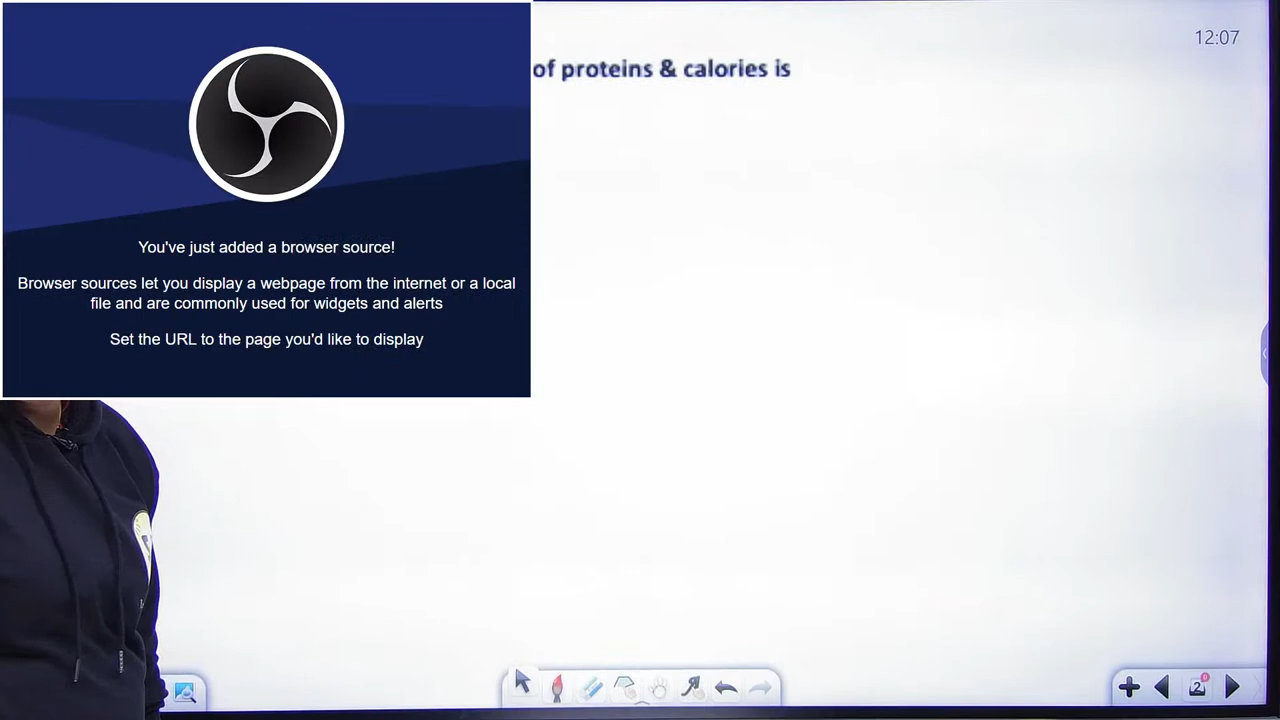 12:07
of proteins & calories is
You've just added a browser source!
Browser sources let you display a webpage from the internet or a local
file and are commonly used for widgets and alerts
Set the URL to the page you'd like to display
2